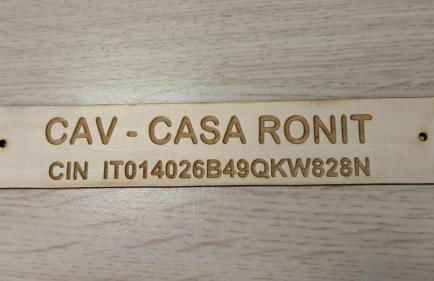 CAV - CASA RONIT
CIN IT014026B49QKW828N